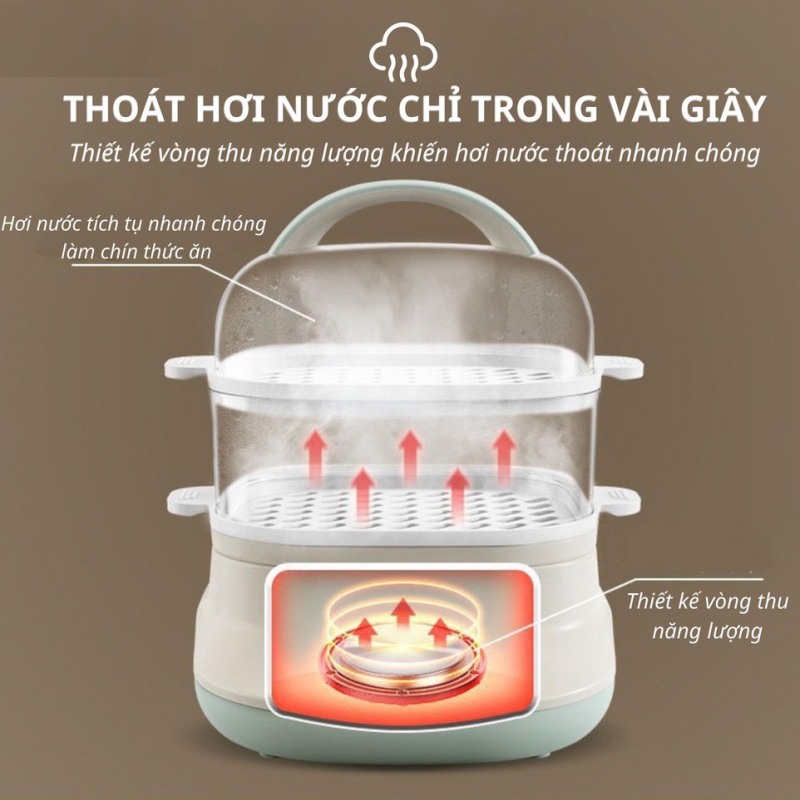 THOÁT HƠI NƯỚC CHỈ TRONG VÀI GIÂY
Thiết kế vòng thu năng lượng khiến hơi nước thoát nhanh chóng
Hơi nước tích tụ nhanh chóng
làm chín thức ăn
Thiết kế vòng thu
năng lượng